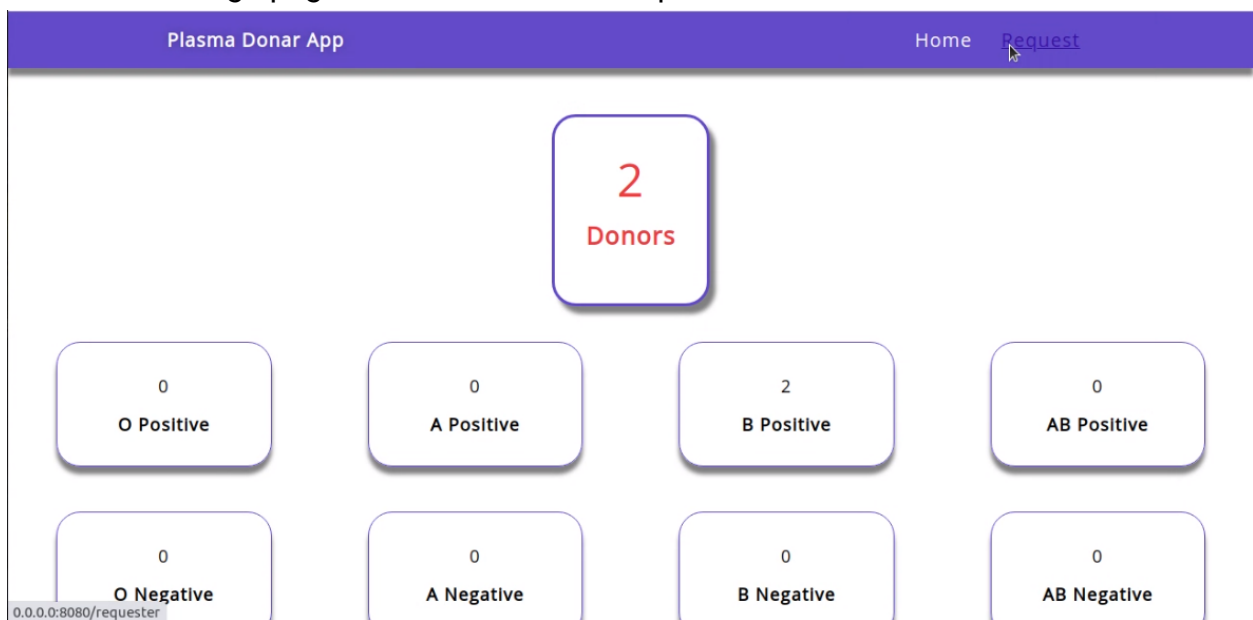 Plasma Donar App Home Request
2
Donors
0 0 2 0
O Positive A Positive B Positive AB Positive
0 0 0 0
O Negative A Negative B Negative AB Negative
0.0.0.0:8080/requester